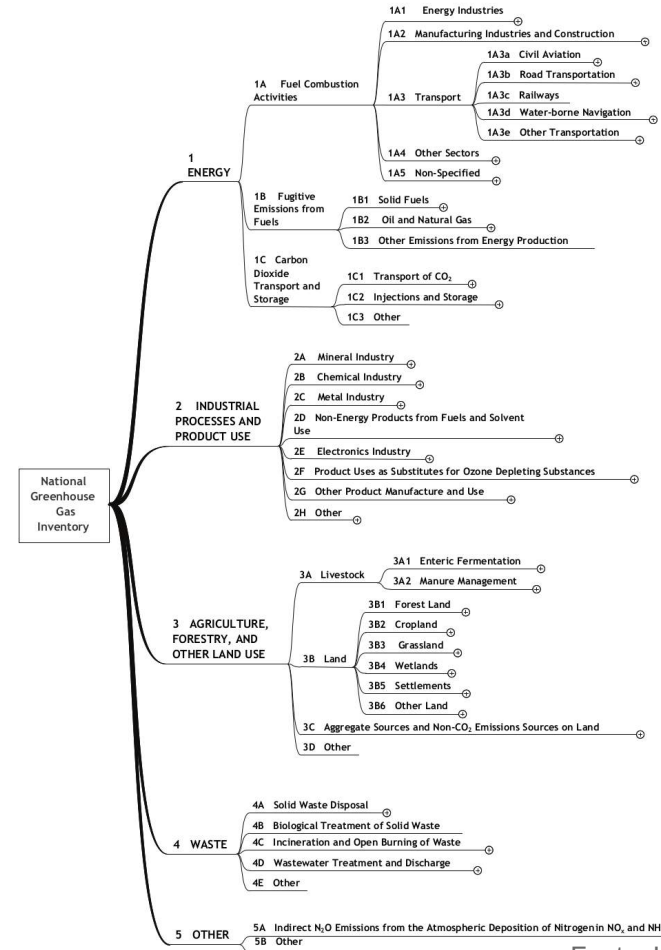 National
Greenhouse
Gas
Inventory
1
ENERGY
1A Fuel Combustion
Activities
1A1 Energy Industries
1A2 Manufacturing Industries and Construction
1A3 Transport
1A3a Civil Aviation
1A3b Road Transportation
1A3c Railways
1A3d Water-borne Navigation
1A3e Other Transportation
1A4 Other Sectors
1A5 Non-Specified
1B Fugitive
Emissions from
Fuels
1B1 Solid Fuels
1B2 Oil and Natural Gas
1B3 Other Emissions from Energy Production
1C Carbon
Dioxide
Transport and
Storage
1C1 Transport of CO₂
1C2 Injections and Storage
1C3 Other
2 INDUSTRIAL
PROCESSES AND
PRODUCT USE
2A Mineral Industry
2B Chemical Industry
2C Metal Industry
2D Non-Energy Products from Fuels and Solvent
Use
2E Electronics Industry
2F Product Uses as Substitutes for Ozone Depleting Substances
2G Other Product Manufacture and Use
2H Other
3 AGRICULTURE,
FORESTRY, AND
OTHER LAND USE
3A Livestock
3A1 Enteric Fermentation
3A2 Manure Management
3B Land
3B1 Forest Land
3B2 Cropland
3B3 Grassland
3B4 Wetlands
3B5 Settlements
3B6 Other Land
3C Aggregate Sources and Non-CO₂ Emissions Sources on Land
3D Other
4 WASTE
4A Solid Waste Disposal
4B Biological Treatment of Solid Waste
4C Incineration and Open Burning of Waste
4D Wastewater Treatment and Discharge
4E Other
5 OTHER
5A Indirect N₂O Emissions from the Atmospheric Deposition of Nitrogen in NOₓ and NH
5B Other